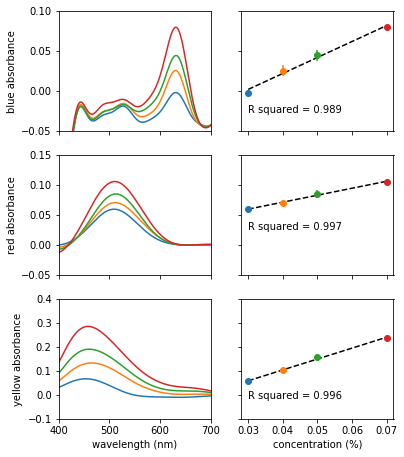 0.10
0.05
0.00
−0.05
blue absorbance
R squared = 0.989
0.15
0.10
0.05
0.00
−0.05
red absorbance
R squared = 0.997
0.4
0.3
0.2
0.1
0.0
−0.1
yellow absorbance
400 500 600 700
wavelength (nm)
R squared = 0.996
0.03 0.04 0.05 0.06 0.07
concentration (%)